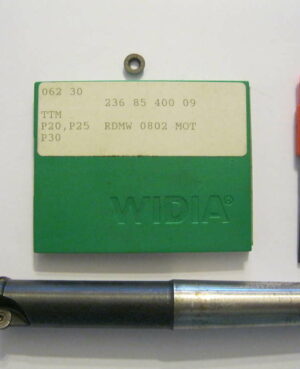 062 30
236 85 400 09
TTM
P20,P25 RDMW 0802 MOT
P30
WIDIA®